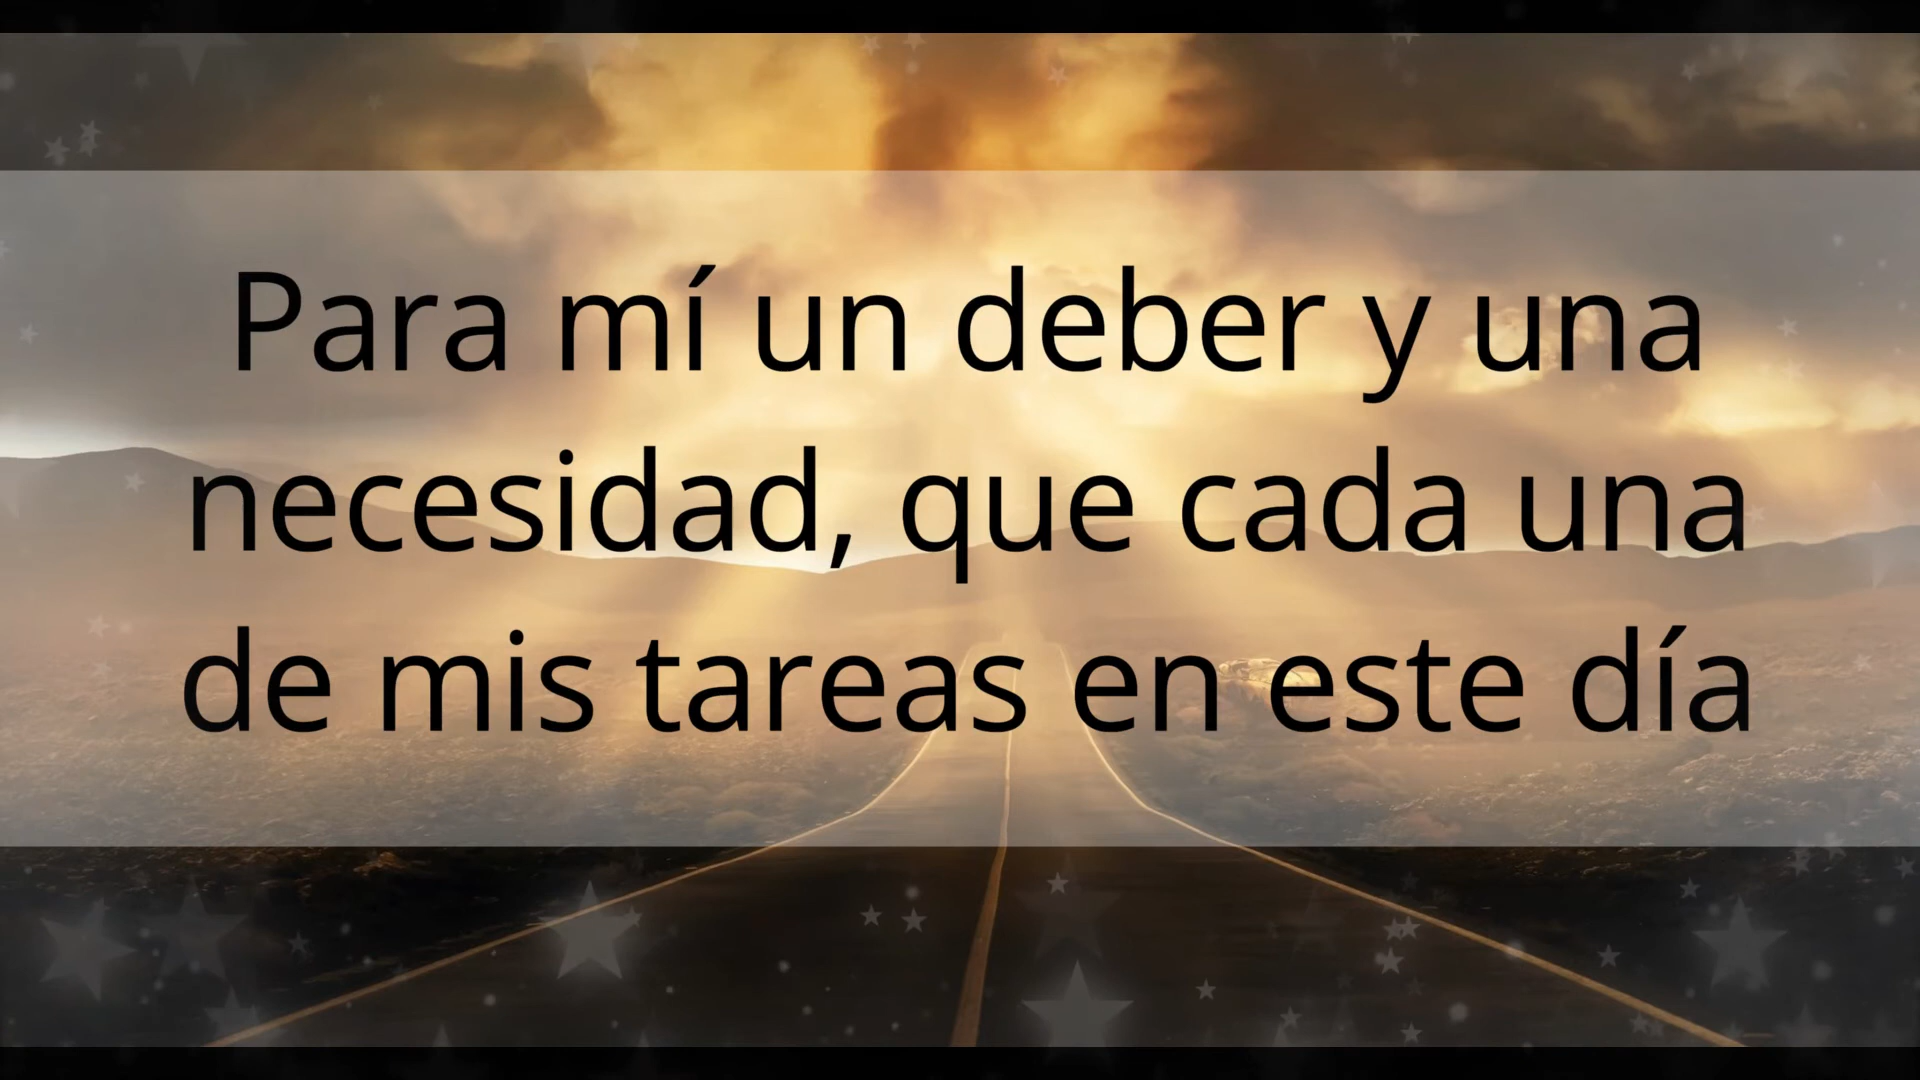 Para mí un deber y una
necesidad, que cada una
de mis tareas en este día